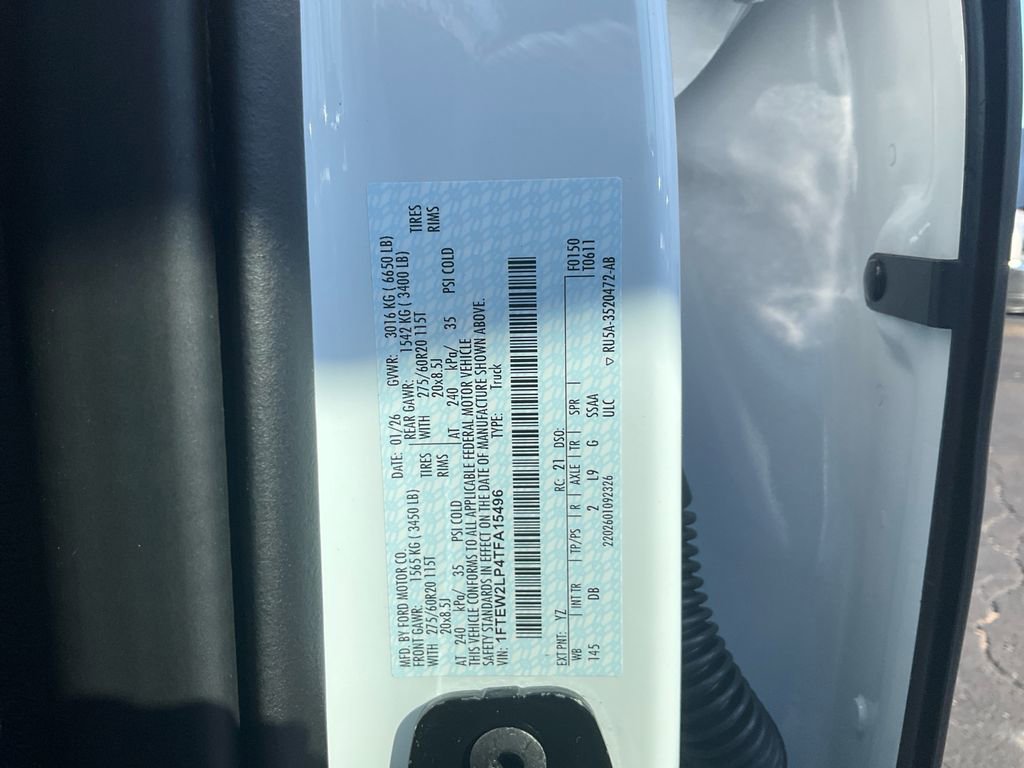 MFD. BY FORD MOTOR CO. DATE: 01/26 GVWR: 3016 KG ( 6650 LB)
FRONT GAWR: 1565 KG ( 3450 LB) REAR GAWR: 1542 KG ( 3400 LB)
WITH 275/60R20 115T TIRES WITH 275/60R20 115T TIRES
20x8.5J RIMS 20x8.5J RIMS
AT 240 kPa/ 35 PSI COLD AT 240 kPa/ 35 PSI COLD
THIS VEHICLE CONFORMS TO ALL APPLICABLE FEDERAL MOTOR VEHICLE
SAFETY STANDARDS IN EFFECT ON THE DATE OF MANUFACTURE SHOWN ABOVE.
VIN: 1FTEW2LP4TFA15496 TYPE: Truck
EXT PNT: YZ RC: 21 DSO: F0150
WB INT TR TP/PS R AXLE TR SPR T0611
145 DB 2 L9 G SSAA
2202601092326 ULC ▽ RU5A-3520472-AB